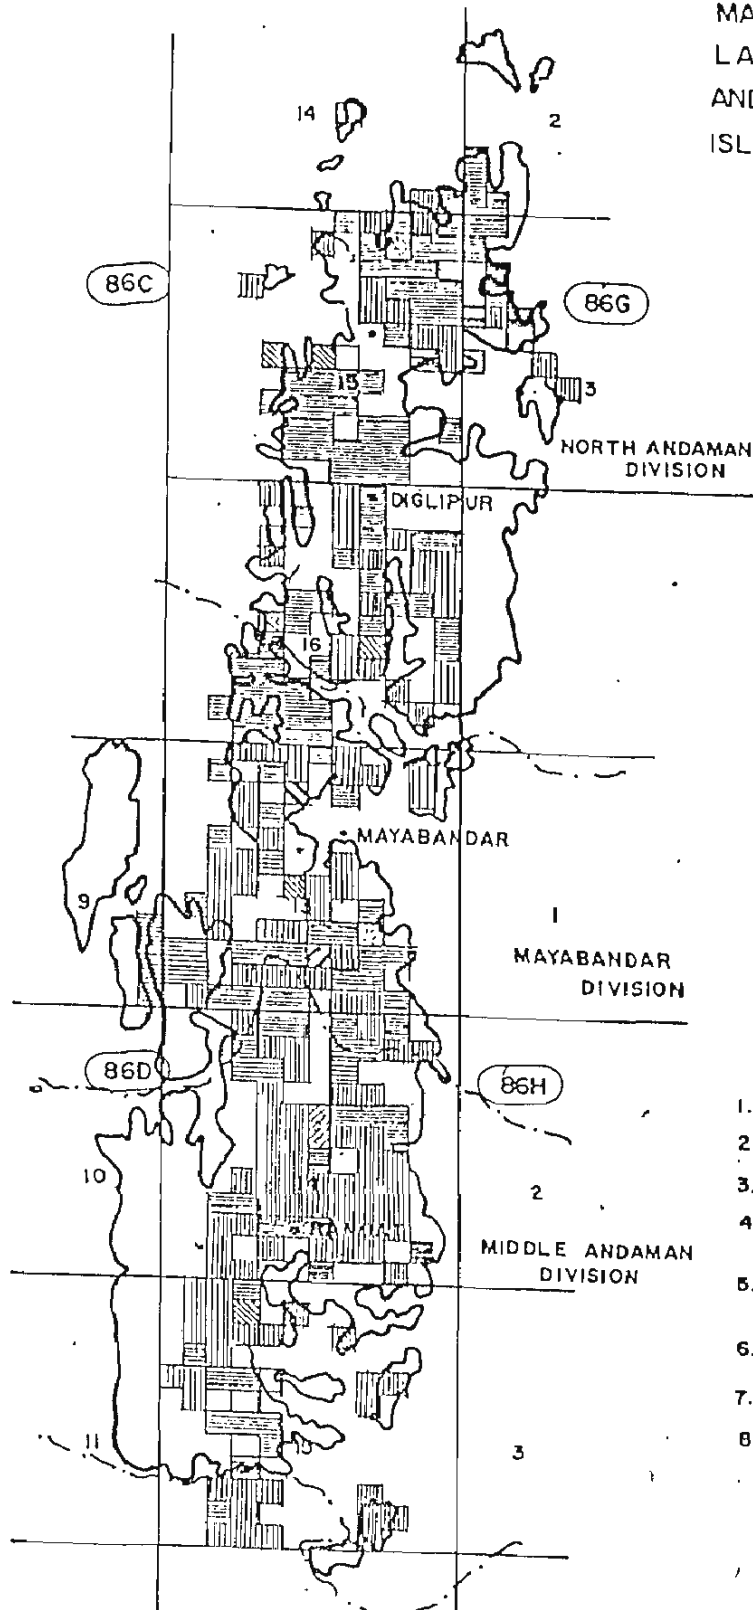 MA
LA
AND
ISL
14
2
86C
86G
15
3
NORTH ANDAMAN
DIVISION
DIGLIPUR
16
MAYABANDAR
9
13
1
MAYABANDAR
DIVISION
86D
86H
1.
2
10
3.
2
4
MIDDLE ANDAMAN
DIVISION
5.
6.
7.
8
11
3